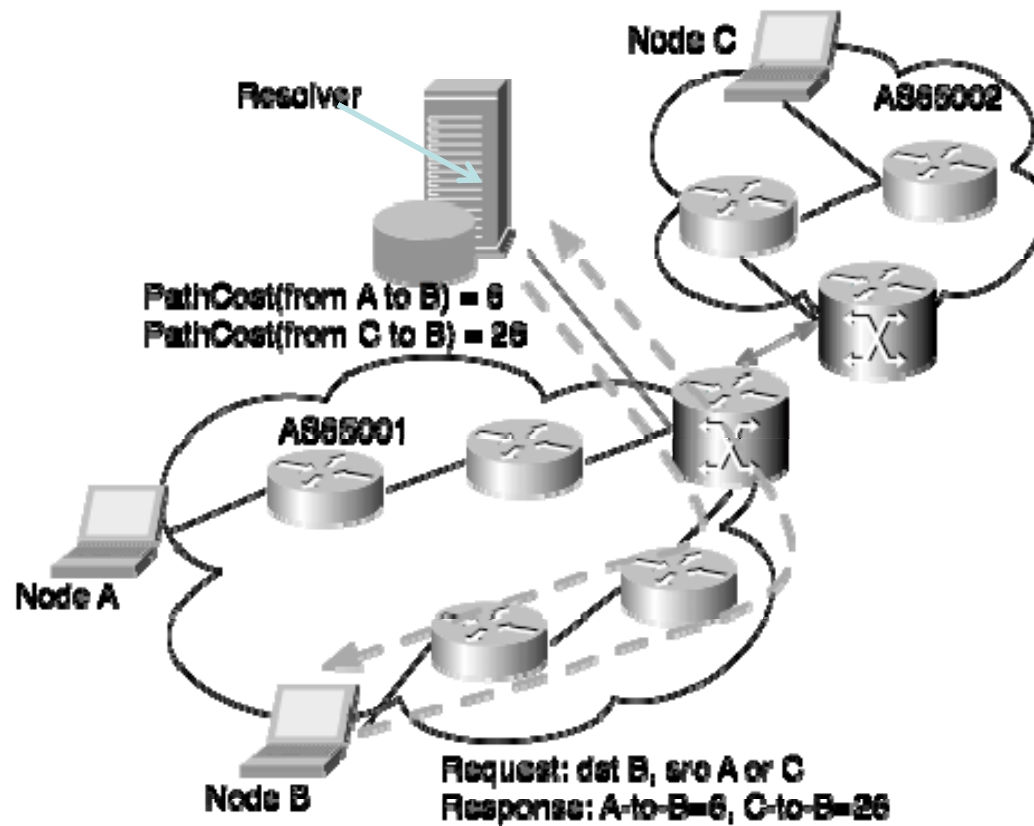 Node C
AS65002
Resolver
PathCost(from A to B) = 6
PathCost(from C to B) = 26
AS65001
Node A
Node B
Request: dst B, src A or C
Response: A-to-B=6, C-to-B=26